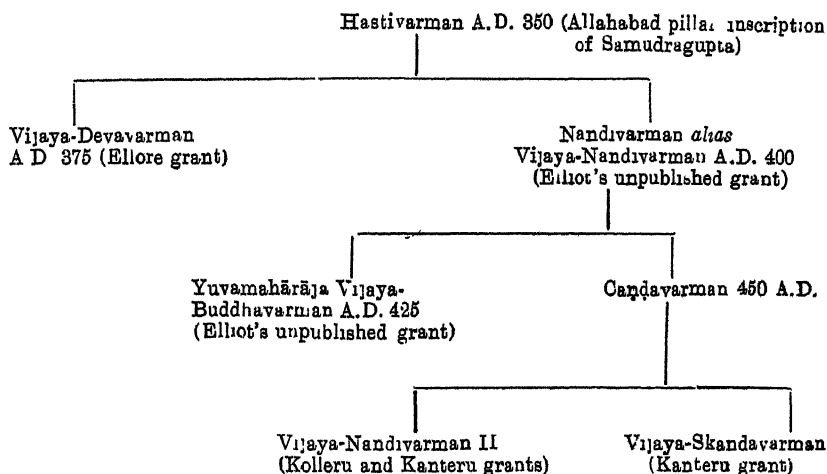 Hastivarman A.D. 350 (Allahabad pillar inscription
of Samudragupta)
Vijaya-Devavarman
A D 375 (Ellore grant)
Nandivarman alias
Vijaya-Nandivarman A.D. 400
(Elliot's unpublished grant)
Yuvamahārāja Vijaya-
Buddhavarman A.D. 425
(Elliot's unpublished grant)
Caṇḍavarman 450 A.D.
Vijaya-Nandivarman II
(Kolleru and Kanteru grants)
Vijaya-Skandavarman
(Kanteru grant)